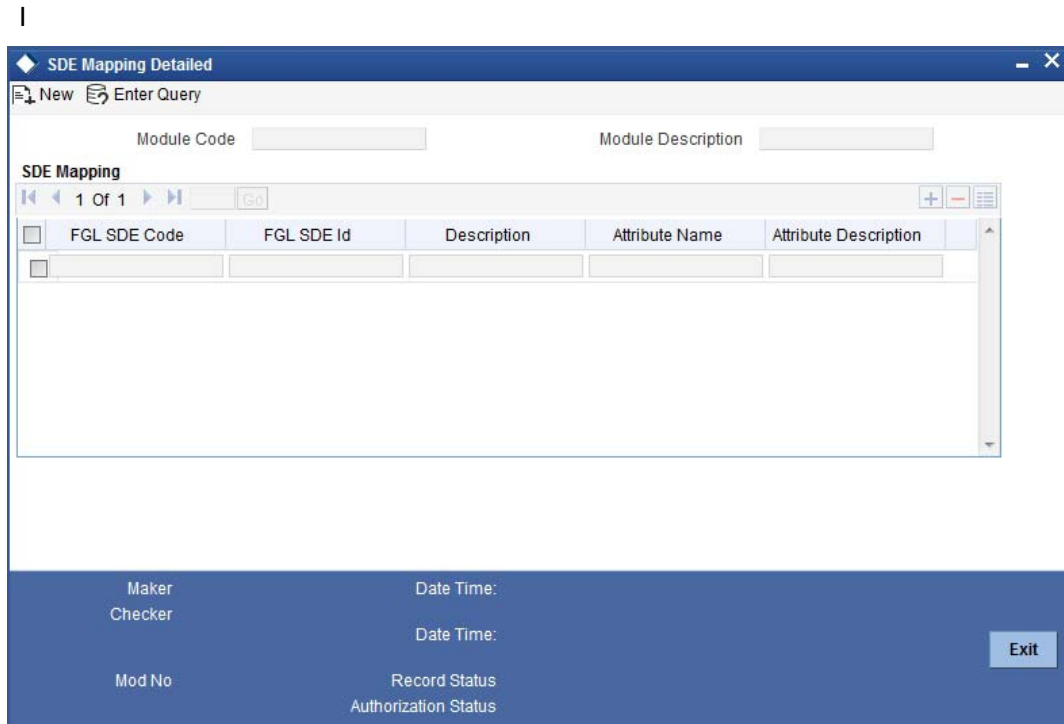 I
SDE Mapping Detailed
New Enter Query
Module Code Module Description
SDE Mapping
1 Of 1 Go
FGL SDE Code FGL SDE Id Description Attribute Name Attribute Description
Maker Date Time:
Checker
Date Time:
Exit
Mod No Record Status
Authorization Status